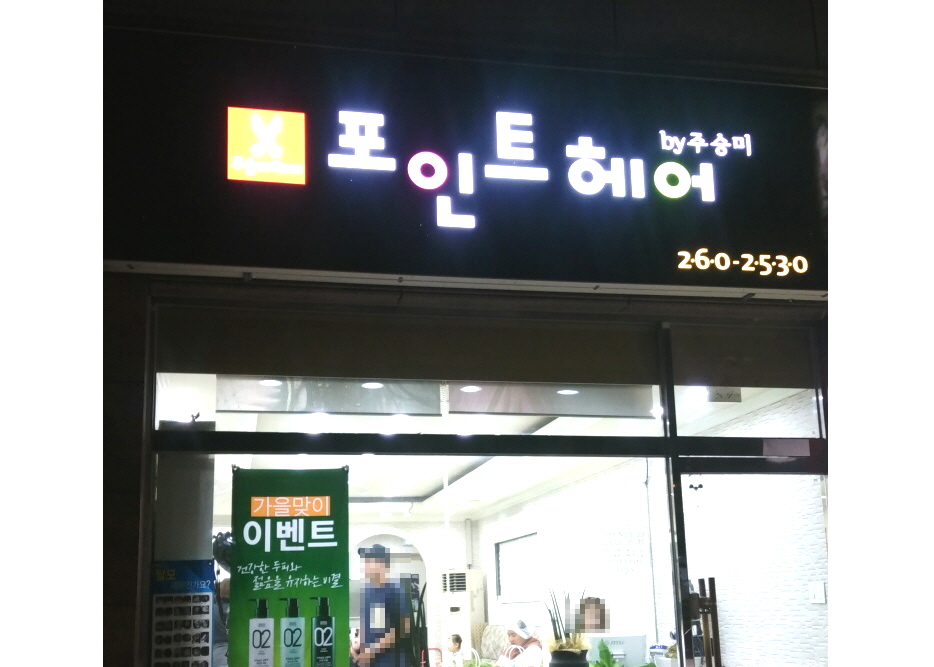 포인트헤어
by주승미
2·6·0-2·5·3·0
가을맞이
이벤트
건강한 두피와
젊음을 유지하는 비결
02
02
02
탈모